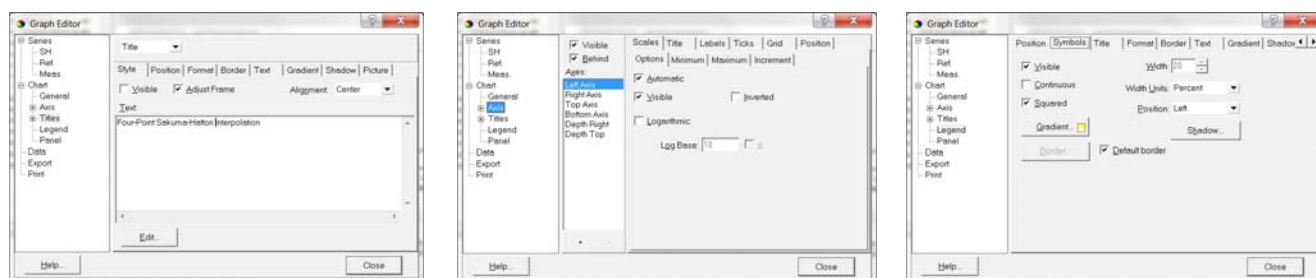 Graph Editor
Series
SH
Ref.
Meas.
Chart
General
Axis
Titles
Legend
Panel
Data
Export
Print
Title
Style Position Format Border Text Gradient Shadow Picture
Visible Adjust Frame Alignment Center
Text
Four-Point Sakuma-Hatton Interpolation
Edit...
Help... Close
Graph Editor
Series
SH
Ref.
Meas.
Chart
General
Axis
Titles
Legend
Panel
Data
Export
Print
Visible
Behind
Axes:
Left Axis
Right Axis
Top Axis
Bottom Axis
Depth Right
Depth Top
+ -
Scales Title Labels Ticks Grid Position
Options Minimum Maximum Increment
Automatic
Visible Inverted
Logarithmic
Log Base: 10 e
Help... Close
Graph Editor
Series
SH
Ref.
Meas.
Chart
General
Axis
Titles
Legend
Panel
Data
Export
Print
Position Symbols Title Format Border Text Gradient Shadow
Visible Width: 20
Continuous Width Units: Percent
Squared Position: Left
Gradient... Shadow...
Border... Default border
Help... Close